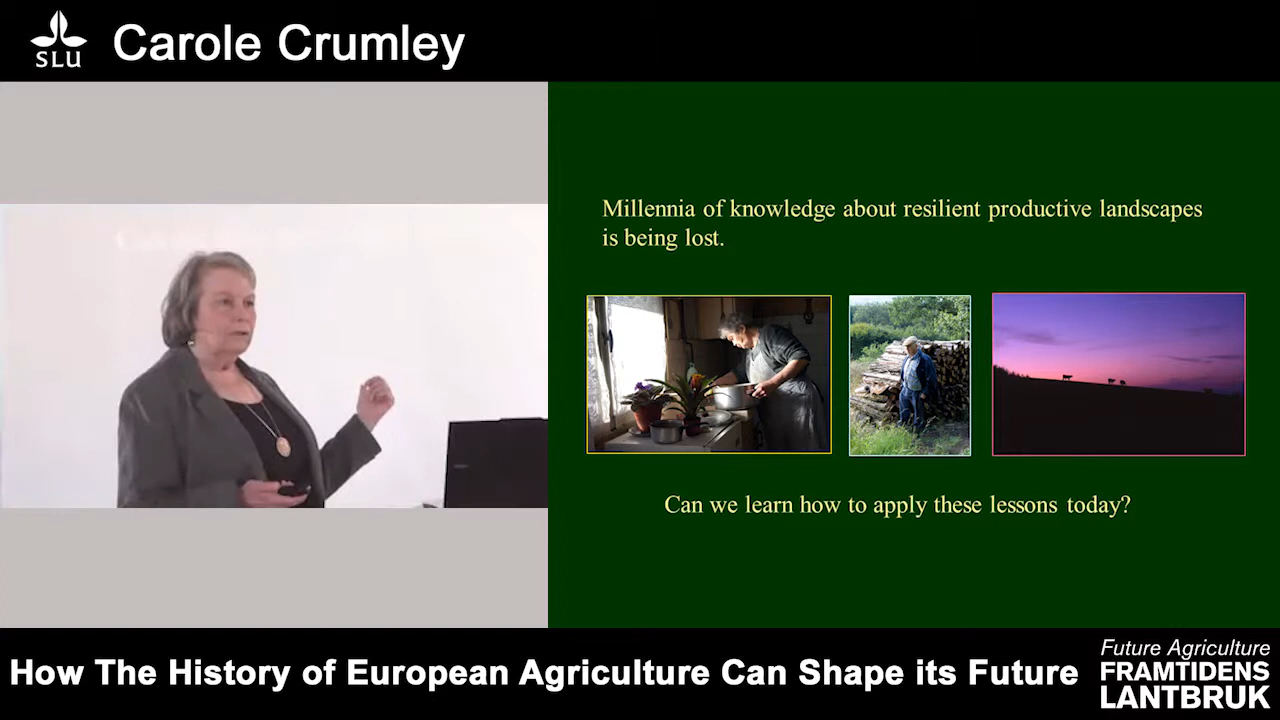 SLU
Carole Crumley
Millennia of knowledge about resilient productive landscapes
is being lost.
Can we learn how to apply these lessons today?
How The History of European Agriculture Can Shape its Future
Future Agriculture
FRAMTIDENS
LANTBRUK